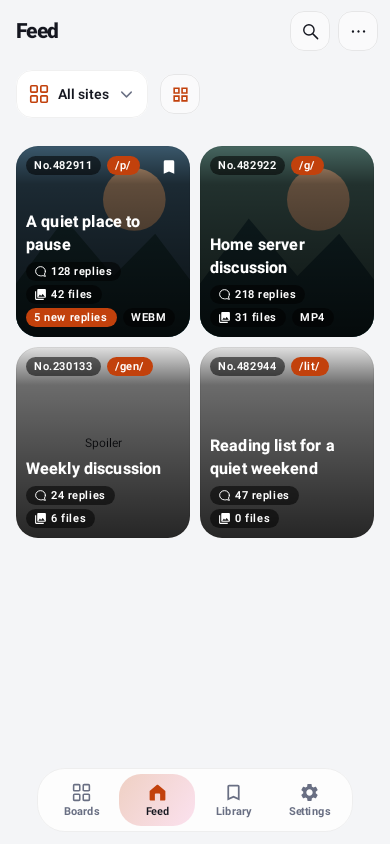 Feed
All sites
No.482911 /p/
A quiet place to
pause
128 replies
42 files
5 new replies WEBM
No.482922 /g/
Home server
discussion
218 replies
31 files MP4
No.230133 /gen/
Spoiler
Weekly discussion
24 replies
6 files
No.482944 /lit/
Reading list for a
quiet weekend
47 replies
0 files
Boards Feed Library Settings